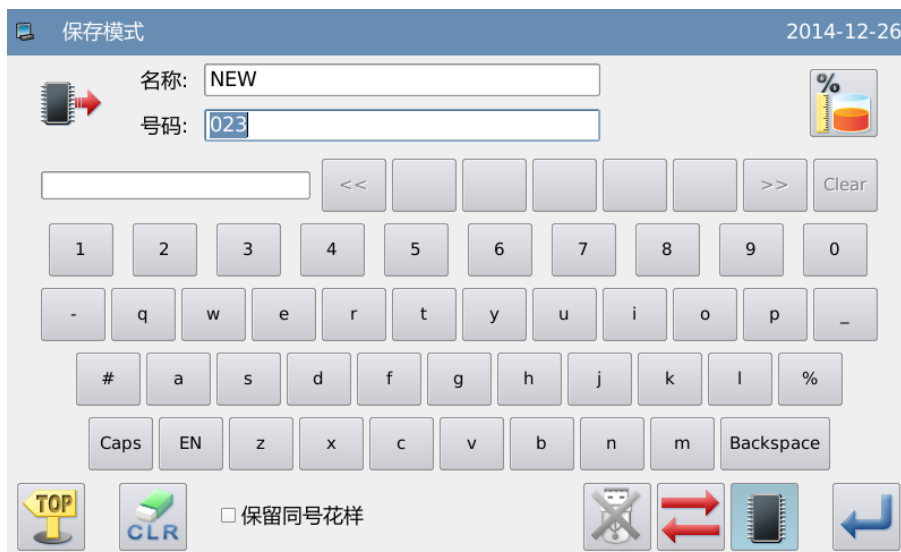 保存模式 2014-12-26
名称: NEW %
号码: 023
<< >> Clear
1 2 3 4 5 6 7 8 9 0
- q w e r t y u i o p _
# a s d f g h j k l %
Caps EN z x c v b n m Backspace
TOP CLR 保留同号花样